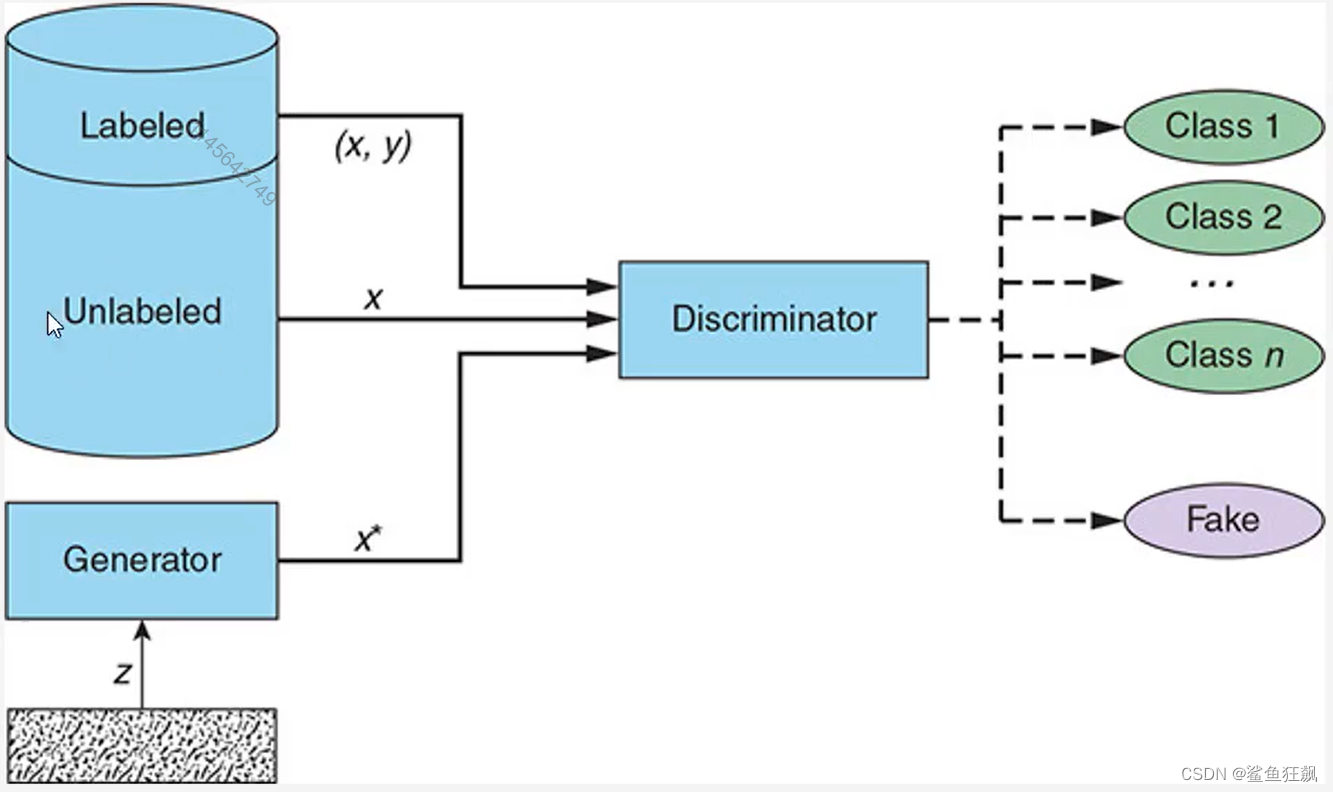 Labeled
(x, y)
Unlabeled
x
Generator
x*
z
Discriminator
Class 1
Class 2
...
Class n
Fake
CSDN @鲨鱼狂飙